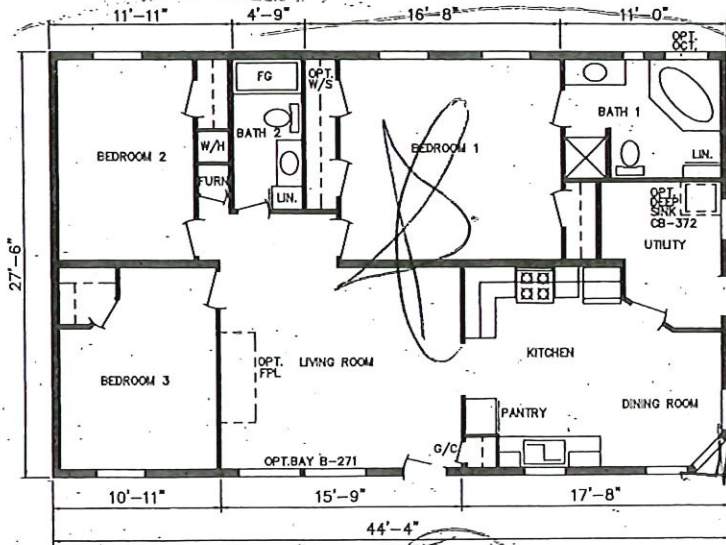 11'-11" 4'-9" 16'-8" 11'-0"
OPT.
OCT.
FG
OPT.
W/S
BATH 1
BATH 2
BEDROOM 2
W/H
BEDROOM 1
LIN.
FURN
LIN.
OPT.
DEEP
SINK
CB-372
UTILITY
27'-6"
BEDROOM 3
OPT.
FPL
LIVING ROOM
KITCHEN
PANTRY
DINING ROOM
G/C
OPT.BAY B-271
10'-11" 15'-9" 17'-8"
44'-4"